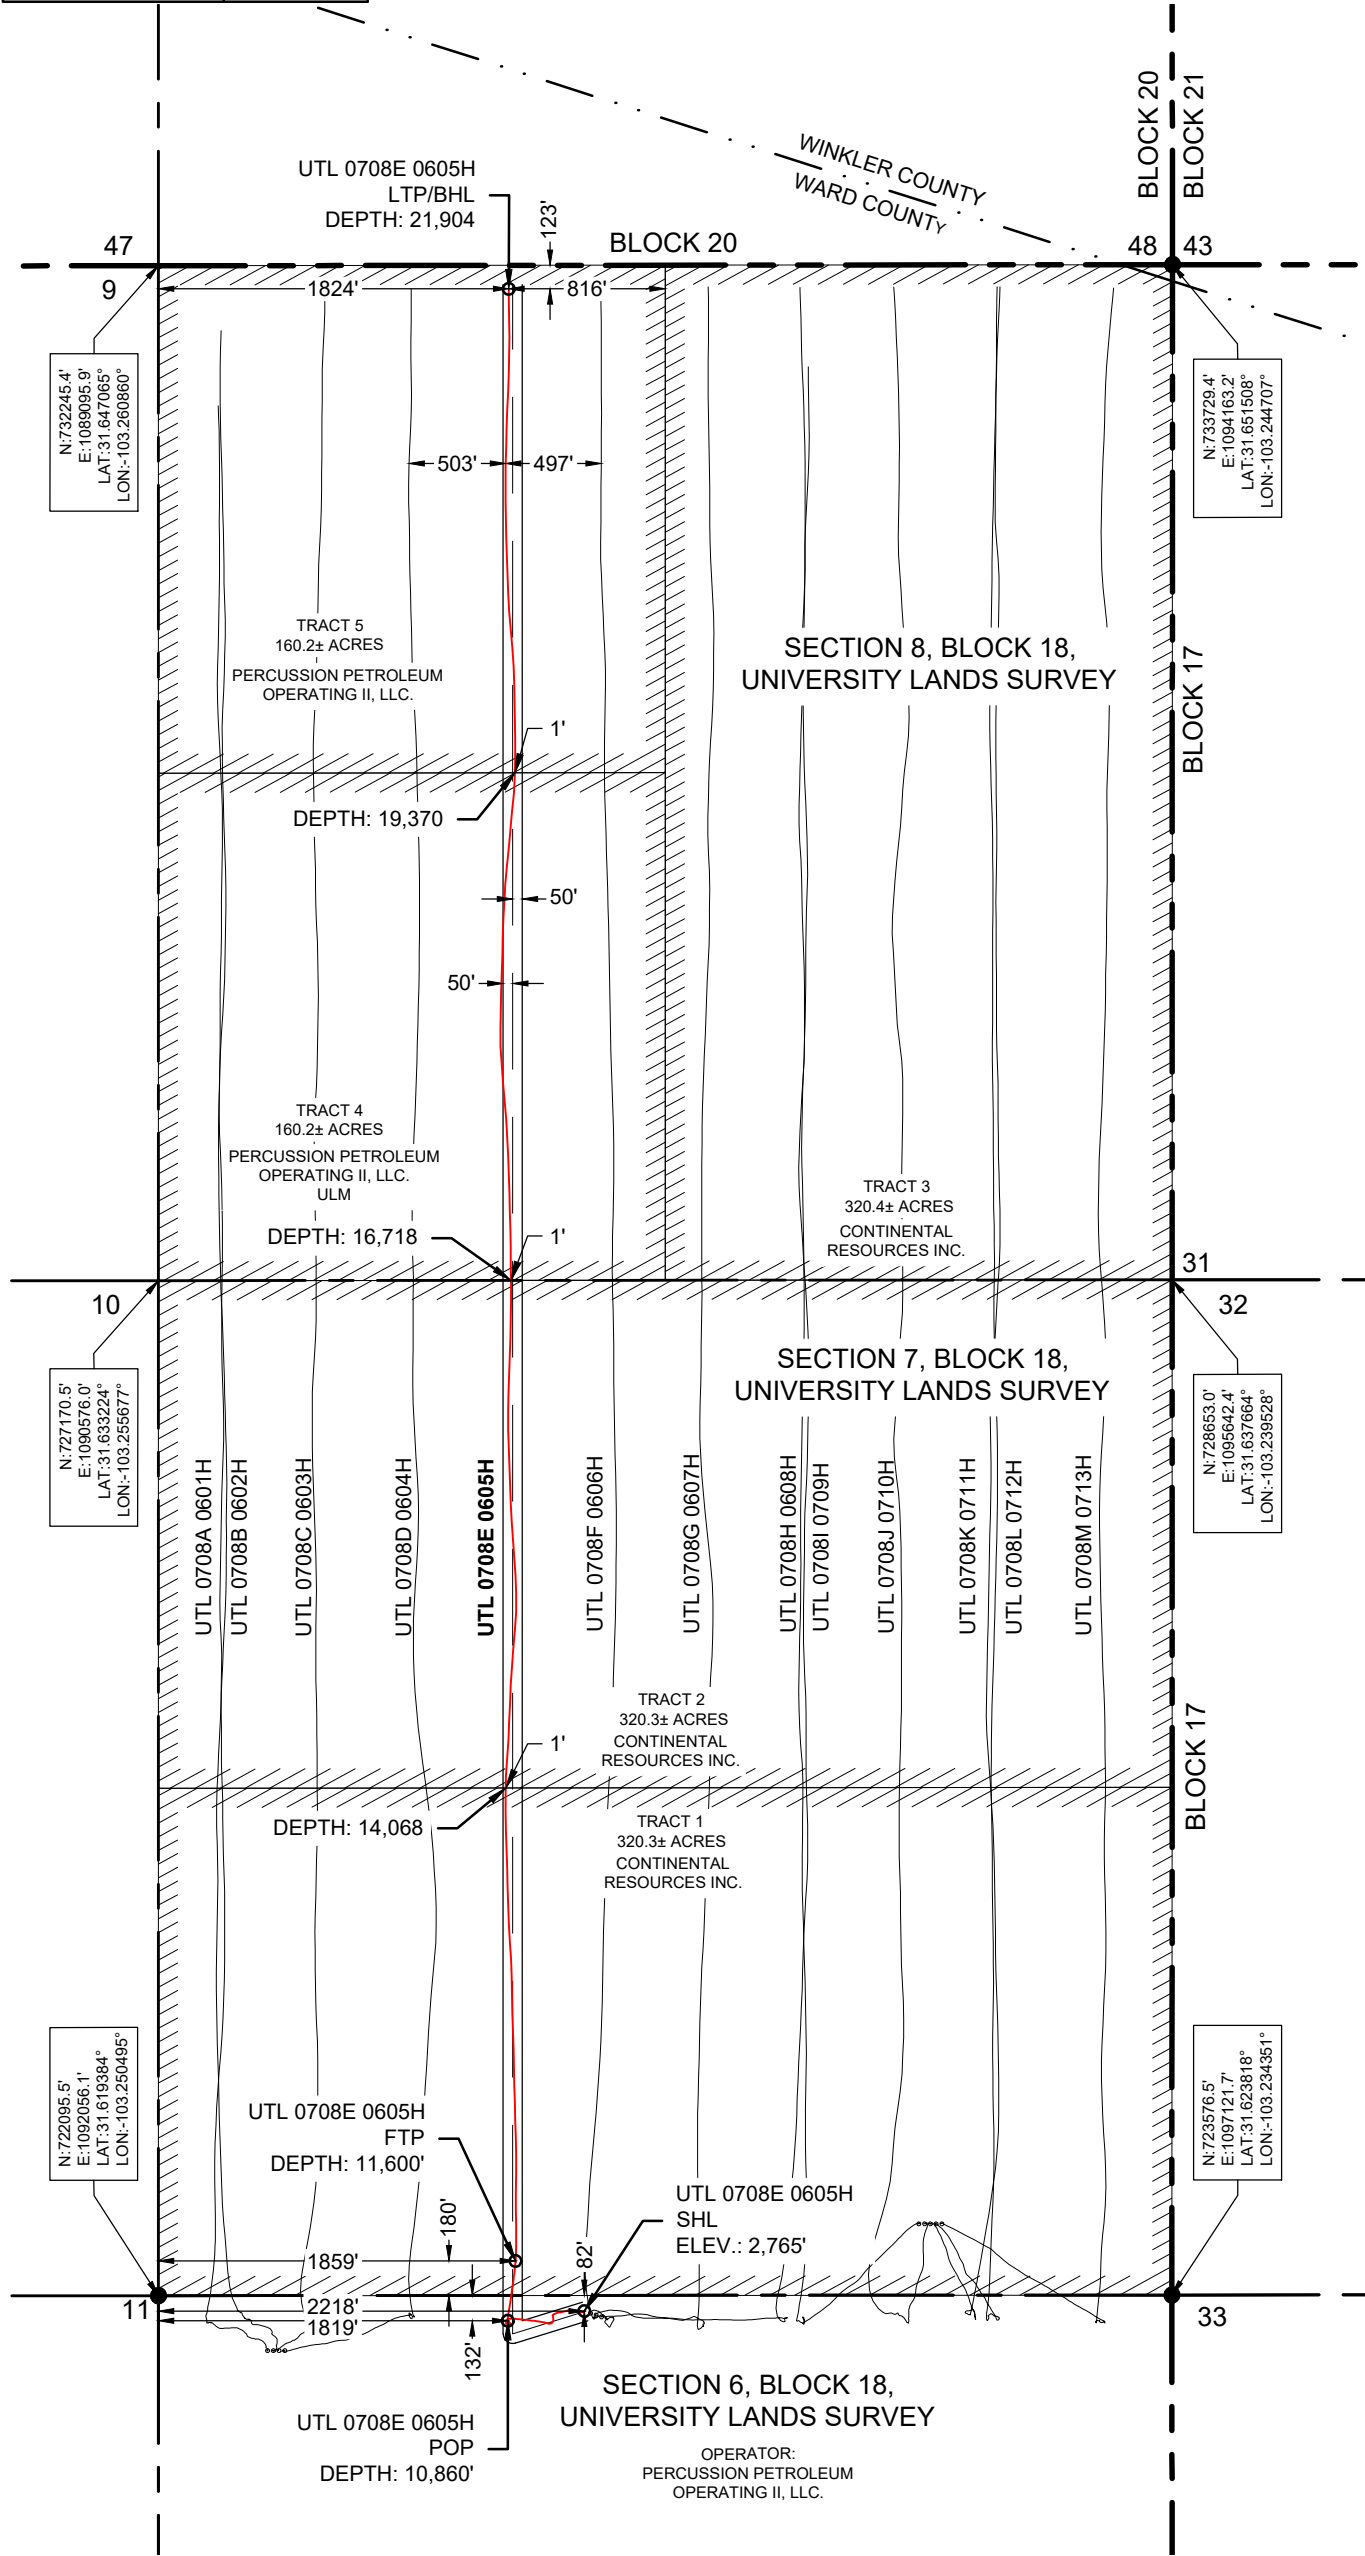 BLOCK 20
BLOCK 21
WINKLER COUNTY
WARD COUNTY
UTL 0708E 0605H
LTP/BHL
DEPTH: 21,904
123'
BLOCK 20
47
48
43
9
1824'
816'
N:732245.4'
E:1089095.9'
LAT:31.647065°
LON:-103.260860°
N:733729.4'
E:1094163.2'
LAT:31.651508°
LON:-103.244707°
503'
497'
TRACT 5
160.2± ACRES
PERCUSSION PETROLEUM
OPERATING II, LLC.
SECTION 8, BLOCK 18,
UNIVERSITY LANDS SURVEY
BLOCK 17
1'
DEPTH: 19,370
50'
50'
TRACT 4
160.2± ACRES
PERCUSSION PETROLEUM
OPERATING II, LLC.
ULM
TRACT 3
320.4± ACRES
CONTINENTAL
RESOURCES INC.
DEPTH: 16,718
1'
31
10
32
SECTION 7, BLOCK 18,
UNIVERSITY LANDS SURVEY
N:727170.5'
E:1090576.0'
LAT:31.633224°
LON:-103.255677°
N:728653.0'
E:1095642.4'
LAT:31.637664°
LON:-103.239528°
UTL 0708A 0601H
UTL 0708B 0602H
UTL 0708C 0603H
UTL 0708D 0604H
UTL 0708E 0605H
UTL 0708F 0606H
UTL 0708G 0607H
UTL 0708H 0608H
UTL 0708I 0709H
UTL 0708J 0710H
UTL 0708K 0711H
UTL 0708L 0712H
UTL 0708M 0713H
TRACT 2
320.3± ACRES
CONTINENTAL
RESOURCES INC.
BLOCK 17
1'
DEPTH: 14,068
TRACT 1
320.3± ACRES
CONTINENTAL
RESOURCES INC.
N:722095.5'
E:1092056.1'
LAT:31.619384°
LON:-103.250495°
N:723576.5'
E:1097121.7'
LAT:31.623818°
LON:-103.234351°
UTL 0708E 0605H
FTP
DEPTH: 11,600'
UTL 0708E 0605H
SHL
ELEV.: 2,765'
180'
82'
1859'
11
2218'
1819'
33
132'
SECTION 6, BLOCK 18,
UNIVERSITY LANDS SURVEY
UTL 0708E 0605H
POP
DEPTH: 10,860'
OPERATOR:
PERCUSSION PETROLEUM
OPERATING II, LLC.